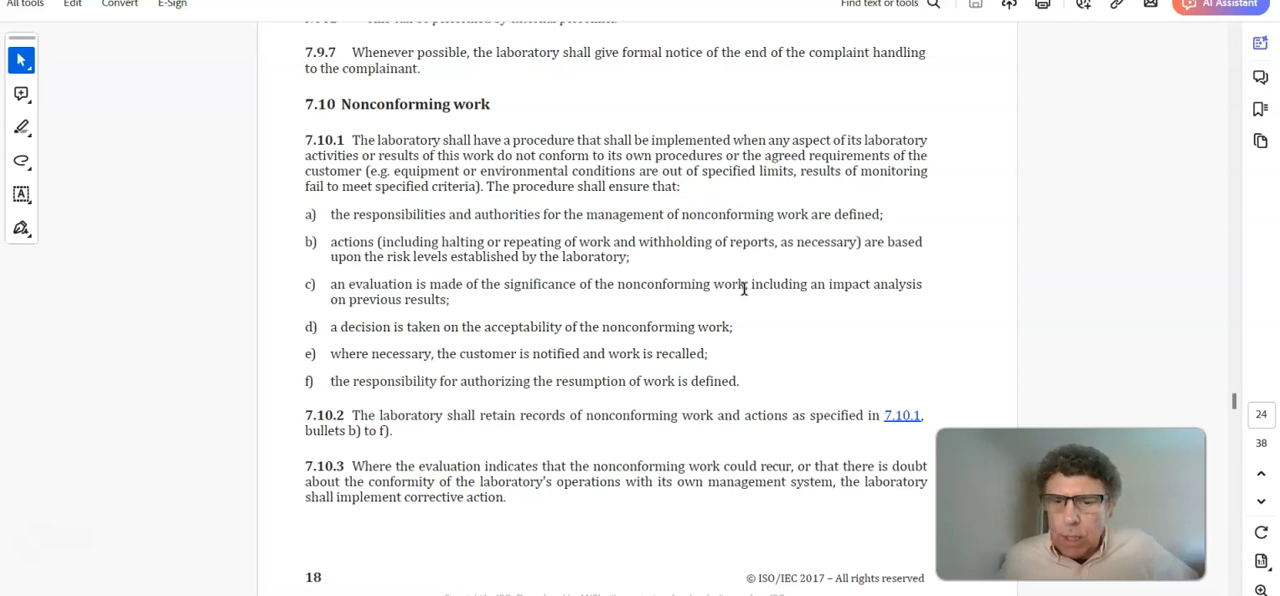 All tools Edit Convert E-Sign Find text or tools AI Assistant
7.9.7 Whenever possible, the laboratory shall give formal notice of the end of the complaint handling
to the complainant.
7.10 Nonconforming work
7.10.1 The laboratory shall have a procedure that shall be implemented when any aspect of its laboratory
activities or results of this work do not conform to its own procedures or the agreed requirements of the
customer (e.g. equipment or environmental conditions are out of specified limits, results of monitoring
fail to meet specified criteria). The procedure shall ensure that:
a) the responsibilities and authorities for the management of nonconforming work are defined;
b) actions (including halting or repeating of work and withholding of reports, as necessary) are based
upon the risk levels established by the laboratory;
c) an evaluation is made of the significance of the nonconforming work, including an impact analysis
on previous results;
d) a decision is taken on the acceptability of the nonconforming work;
e) where necessary, the customer is notified and work is recalled;
f) the responsibility for authorizing the resumption of work is defined.
7.10.2 The laboratory shall retain records of nonconforming work and actions as specified in 7.10.1,
bullets b) to f).
24
38
7.10.3 Where the evaluation indicates that the nonconforming work could recur, or that there is doubt
about the conformity of the laboratory's operations with its own management system, the laboratory
shall implement corrective action.
18 © ISO/IEC 2017 – All rights reserved